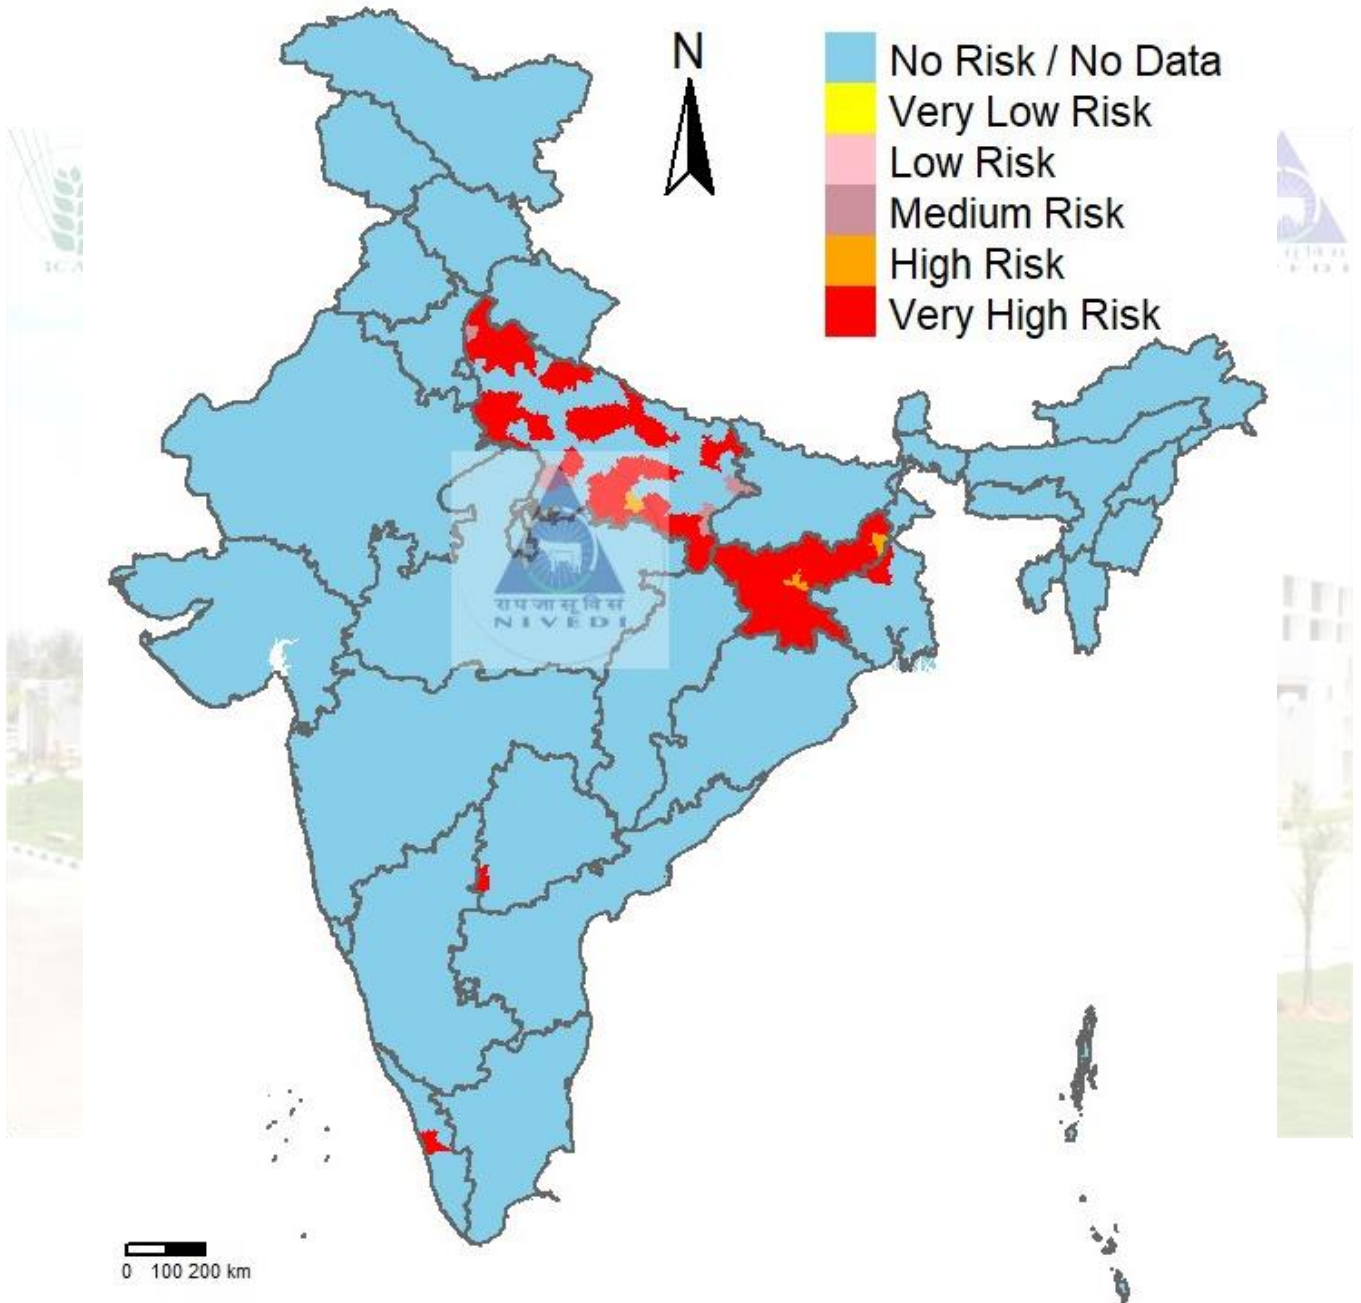 N
No Risk / No Data
Very Low Risk
Low Risk
Medium Risk
High Risk
Very High Risk
रापजासूविसं
NIVEDI
0 100 200 km